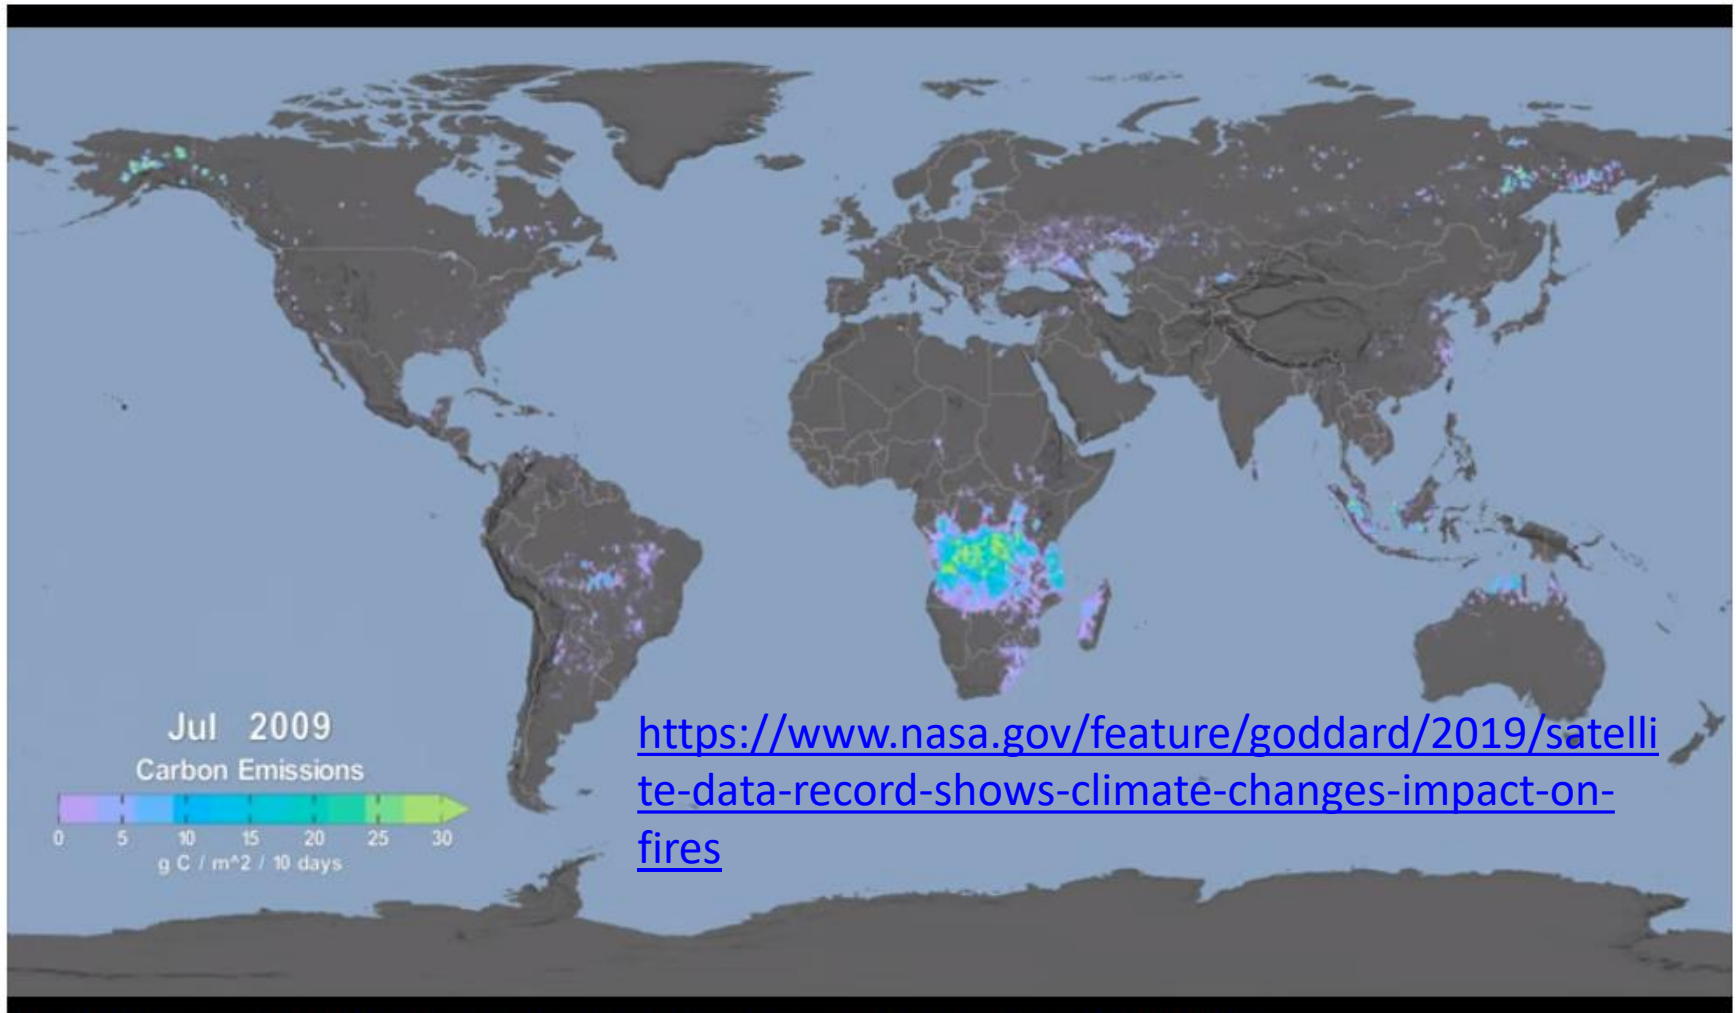 Jul 2009
Carbon Emissions
0 5 10 15 20 25 30
g C / m^2 / 10 days
https://www.nasa.gov/feature/goddard/2019/satelli
te-data-record-shows-climate-changes-impact-on-
fires